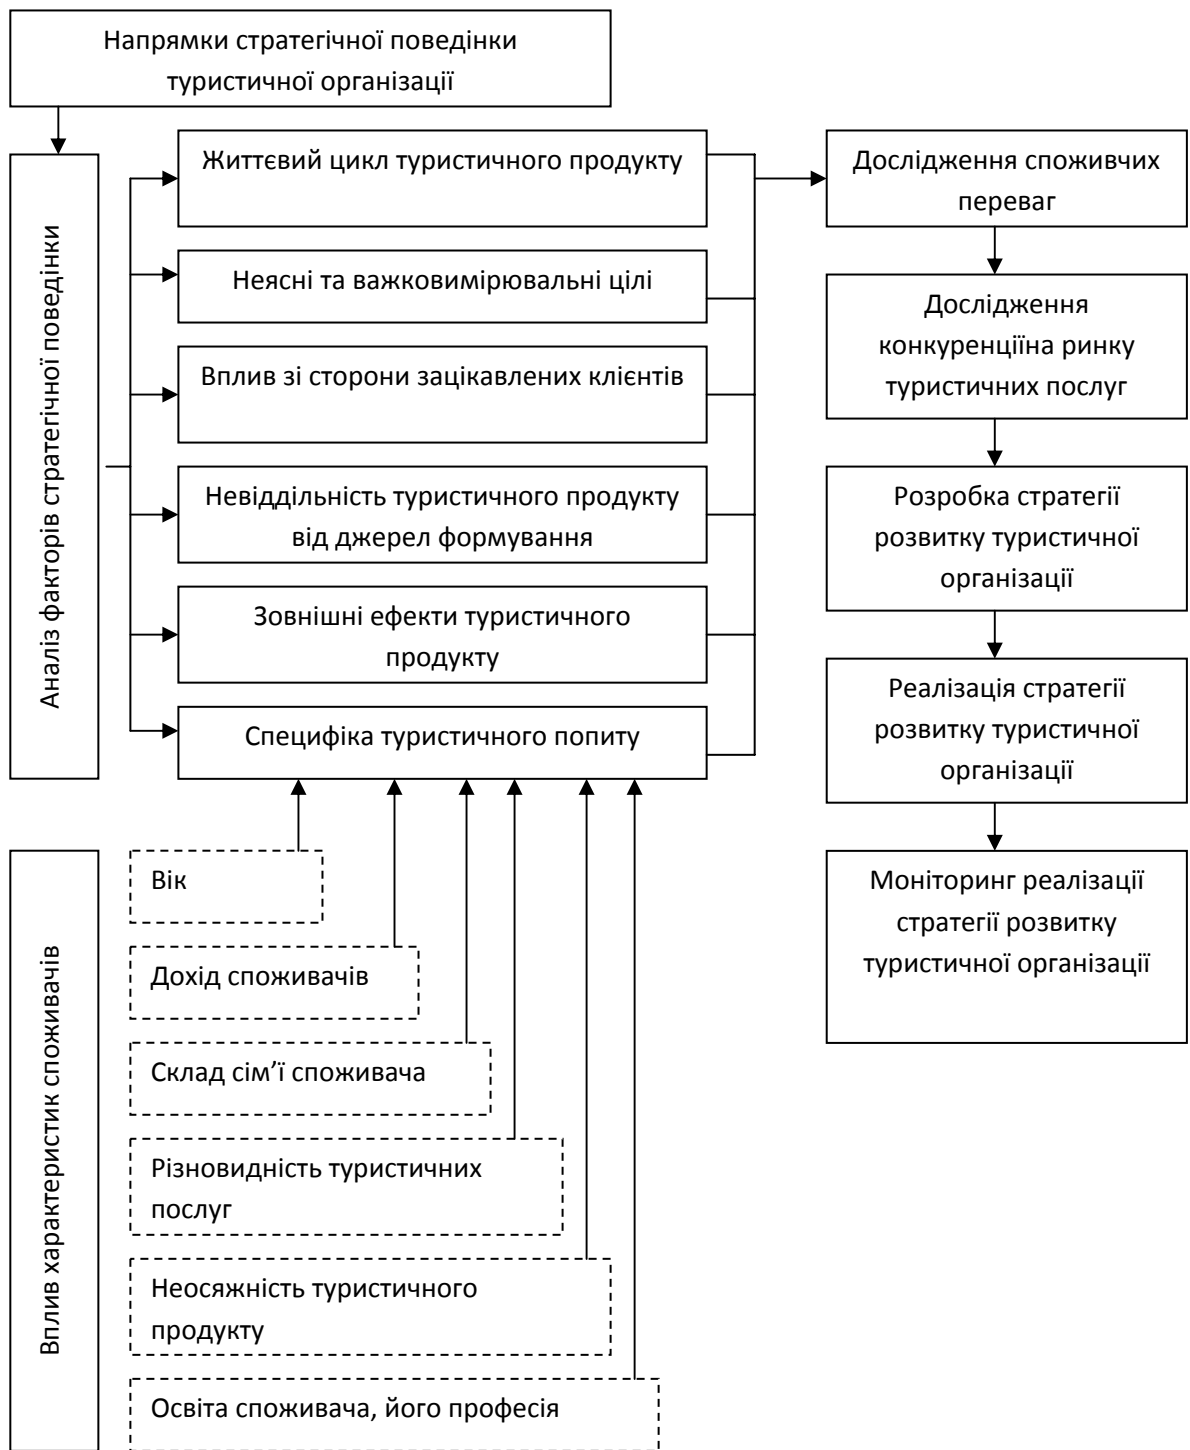 Напрямки стратегічної поведінки
туристичної організації
Аналіз факторів стратегічної поведінки
Життєвий цикл туристичного продукту
Неясні та важковимірювальні цілі
Вплив зі сторони зацікавлених клієнтів
Невіддільність туристичного продукту
від джерел формування
Зовнішні ефекти туристичного
продукту
Специфіка туристичного попиту
Дослідження споживчих
переваг
Дослідження
конкуренціїна ринку
туристичних послуг
Розробка стратегії
розвитку туристичної
організації
Реалізація стратегії
розвитку туристичної
організації
Моніторинг реалізації
стратегії розвитку
туристичної організації
Вплив характеристик споживачів
Вік
Дохід споживачів
Склад сім’ї споживача
Різновидність туристичних
послуг
Неосяжність туристичного
продукту
Освіта споживача, його професія